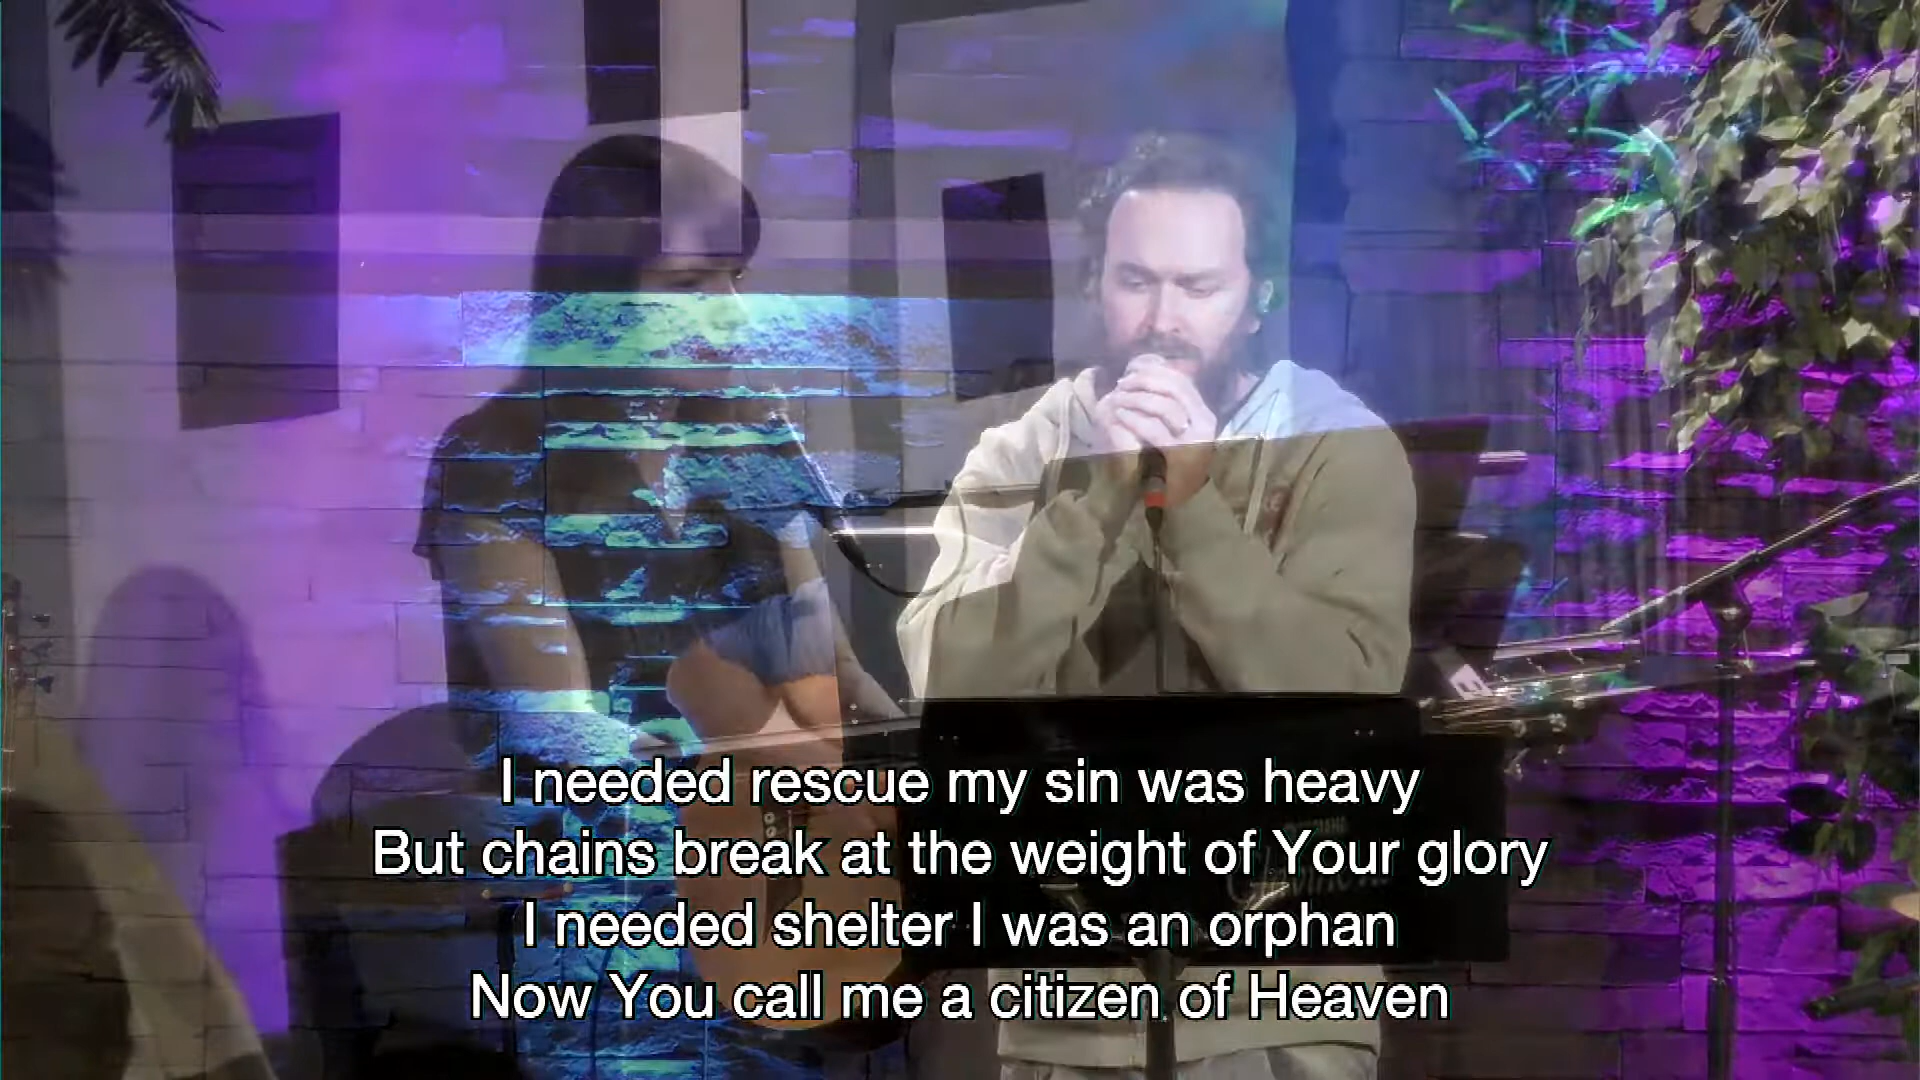 I needed rescue my sin was heavy
But chains break at the weight of Your glory
I needed shelter I was an orphan
Now You call me a citizen of Heaven